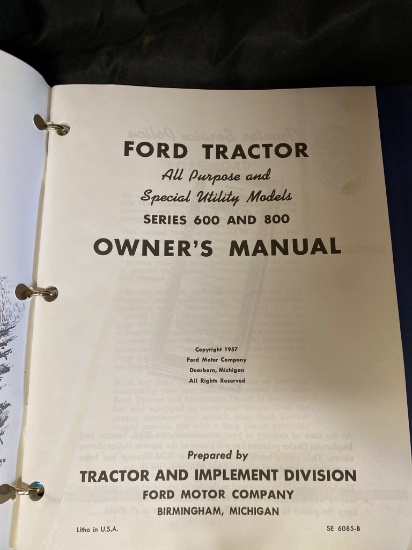 FORD TRACTOR
All Purpose and
Special Utility Models
SERIES 600 AND 800
OWNER'S MANUAL
Copyright 1957
Ford Motor Company
Dearborn, Michigan
All Rights Reserved
Prepared by
TRACTOR AND IMPLEMENT DIVISION
FORD MOTOR COMPANY
BIRMINGHAM, MICHIGAN
Litho in U.S.A. SE 6085-B